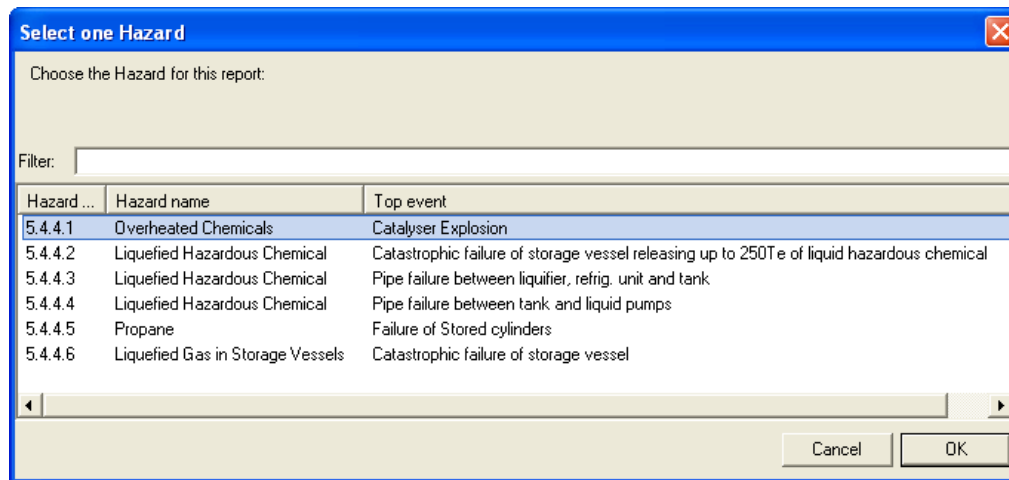 Select one Hazard
Choose the Hazard for this report:
Filter:
Hazard ... Hazard name Top event
5.4.4.1 Overheated Chemicals Catalyser Explosion
5.4.4.2 Liquefied Hazardous Chemical Catastrophic failure of storage vessel releasing up to 250Te of liquid hazardous chemical
5.4.4.3 Liquefied Hazardous Chemical Pipe failure between liquifier, refrig. unit and tank
5.4.4.4 Liquefied Hazardous Chemical Pipe failure between tank and liquid pumps
5.4.4.5 Propane Failure of Stored cylinders
5.4.4.6 Liquefied Gas in Storage Vessels Catastrophic failure of storage vessel
Cancel OK